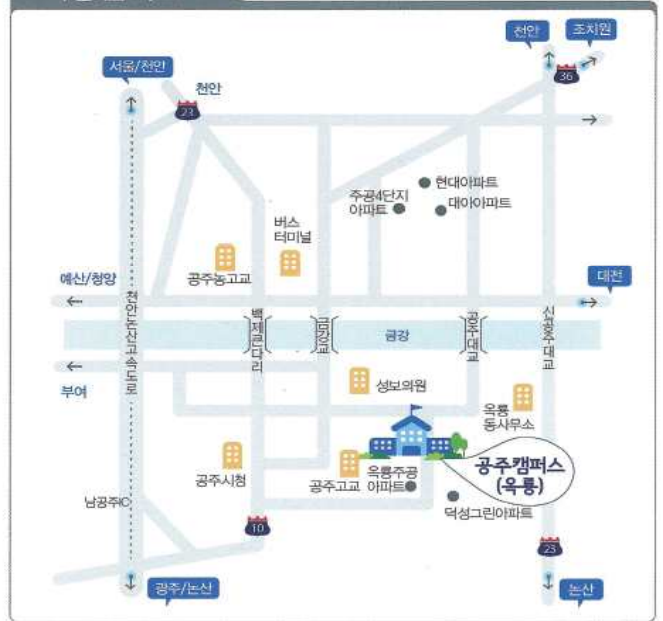 천안
조치원
36
서울/천안
천안
23
현대아파트
주공4단지
아파트
대아아파트
버스
터미널
공주농고교
예산/청양
대전
천안논산고속도로
백제큰다리
금강교
금강
공주대교
신공주대교
부여
성보의원
옥룡
동사무소
공주시청
공주고교
옥룡주공
아파트
공주캠퍼스
(옥룡)
남공주IC
덕성그린아파트
10
23
광주/논산
논산